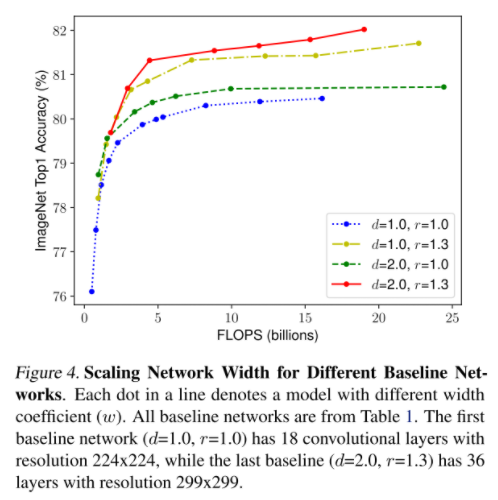 82
81
80
79
78
77
76
ImageNet Top1 Accuracy (%)
d=1.0, r=1.0
d=1.0, r=1.3
d=2.0, r=1.0
d=2.0, r=1.3
0 5 10 15 20 25
FLOPS (billions)
Figure 4. Scaling Network Width for Different Baseline Net-
works. Each dot in a line denotes a model with different width
coefficient (w). All baseline networks are from Table 1. The first
baseline network (d=1.0, r=1.0) has 18 convolutional layers with
resolution 224x224, while the last baseline (d=2.0, r=1.3) has 36
layers with resolution 299x299.